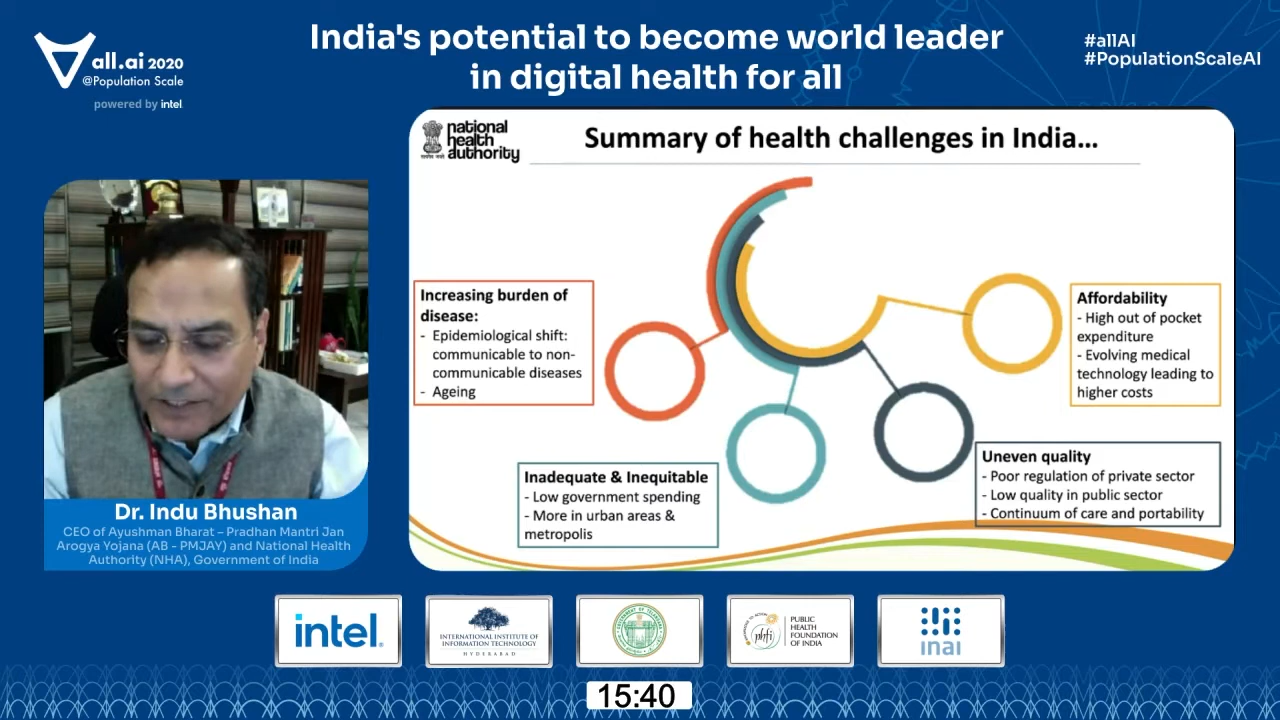 all.ai 2020
@Population Scale
powered by intel
India's potential to become world leader
in digital health for all
#allAI
#PopulationScaleAI
national
health
authority
Summary of health challenges in India...
Increasing burden of
disease:
- Epidemiological shift:
communicable to non-
communicable diseases
- Ageing
Affordability
- High out of pocket
expenditure
- Evolving medical
technology leading to
higher costs
Inadequate & Inequitable
- Low government spending
- More in urban areas &
metropolis
Uneven quality
- Poor regulation of private sector
- Low quality in public sector
- Continuum of care and portability
Dr. Indu Bhushan
CEO of Ayushman Bharat – Pradhan Mantri Jan
Arogya Yojana (AB - PMJAY) and National Health
Authority (NHA), Government of India
intel.
INTERNATIONAL INSTITUTE OF
INFORMATION TECHNOLOGY
HYDERABAD
phfi
PUBLIC
HEALTH
FOUNDATION
OF INDIA
inai
15:40